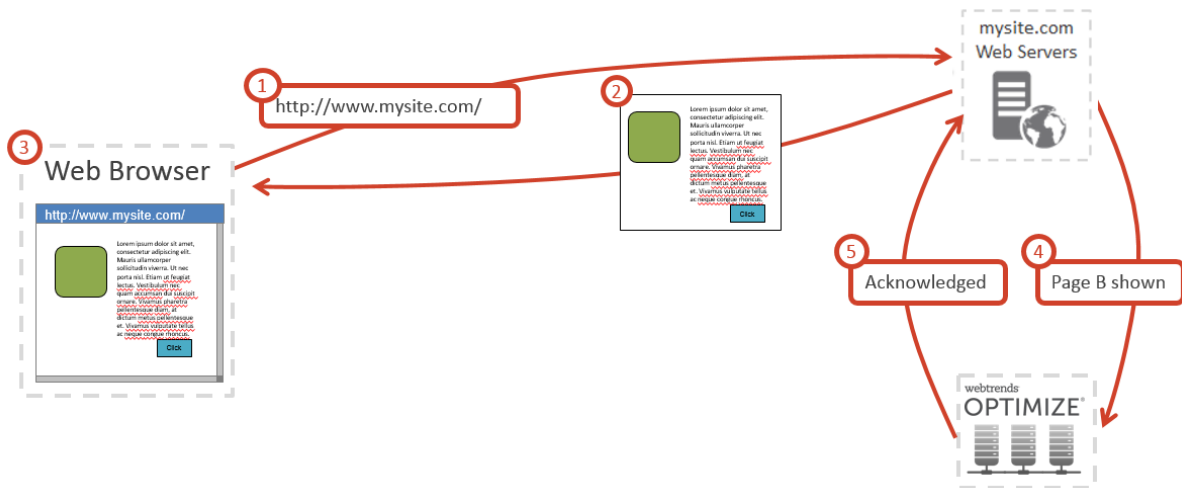 mysite.com
Web Servers
1
http://www.mysite.com/
2
Lorem ipsum dolor sit amet,
consectetur adipiscing elit.
Mauris ullamcorper
sollicitudin viverra. Ut nec
porta nisl. Etiam ut feugiat
lectus. Vestibulum nec
quam accumsan dui suscipit
ornare. Vivamus pharetra
pellentesque diam, at
dictum metus pellentesque
et. Vivamus vulputate tellus
ac neque congue rhoncus.
Click
3
Web Browser
http://www.mysite.com/
Lorem ipsum dolor sit amet,
consectetur adipiscing elit.
Mauris ullamcorper
sollicitudin viverra. Ut nec
porta nisl. Etiam ut feugiat
lectus. Vestibulum nec
quam accumsan dui suscipit
ornare. Vivamus pharetra
pellentesque diam, at
dictum metus pellentesque
et. Vivamus vulputate tellus
ac neque congue rhoncus.
Click
5
Acknowledged
4
Page B shown
webtrends
OPTIMIZE®